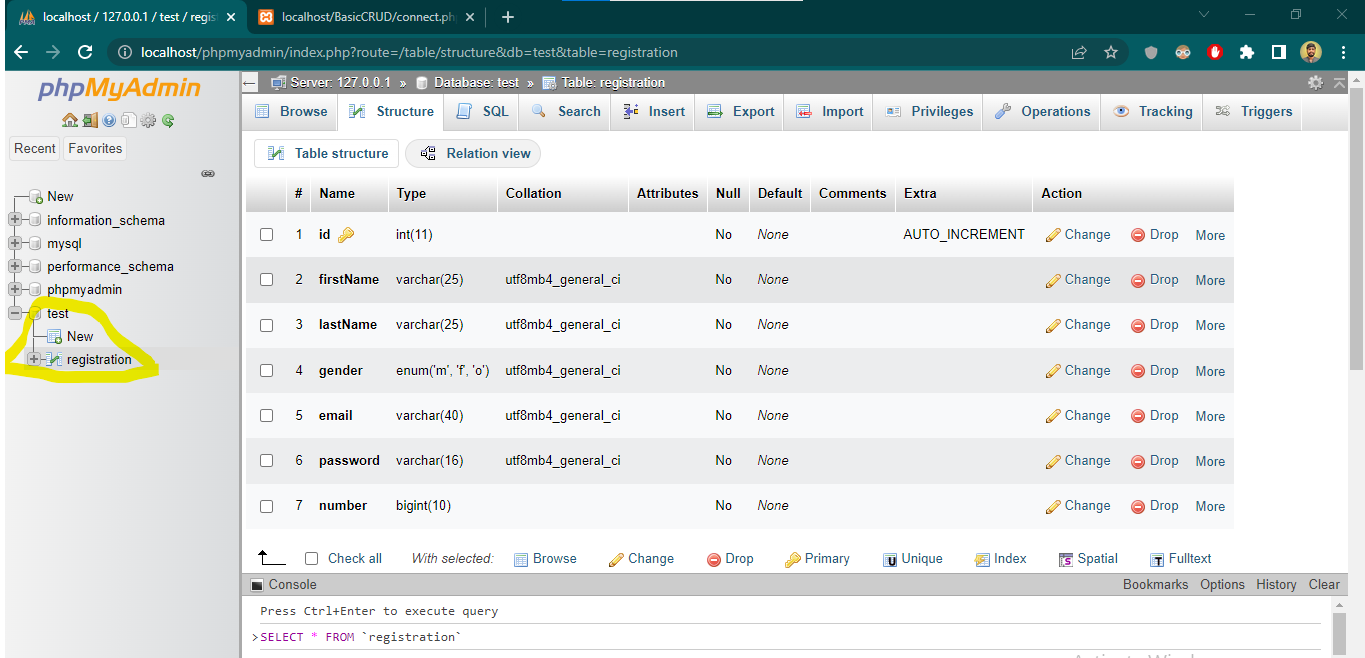 localhost / 127.0.0.1 / test / regis
localhost/BasicCRUD/connect.ph
localhost/phpmyadmin/index.php?route=/table/structure&db=test&table=registration
phpMyAdmin
Recent Favorites
New
information_schema
mysql
performance_schema
phpmyadmin
test
New
registration
Server: 127.0.0.1 » Database: test » Table: registration
Browse Structure SQL Search Insert Export Import Privileges Operations Tracking Triggers
Table structure Relation view
# Name Type Collation Attributes Null Default Comments Extra Action
1 id int(11) No None AUTO_INCREMENT Change Drop More
2 firstName varchar(25) utf8mb4_general_ci No None Change Drop More
3 lastName varchar(25) utf8mb4_general_ci No None Change Drop More
4 gender enum('m', 'f', 'o') utf8mb4_general_ci No None Change Drop More
5 email varchar(40) utf8mb4_general_ci No None Change Drop More
6 password varchar(16) utf8mb4_general_ci No None Change Drop More
7 number bigint(10) No None Change Drop More
Check all With selected: Browse Change Drop Primary Unique Index Spatial Fulltext
Console Bookmarks Options History Clear
Press Ctrl+Enter to execute query
>SELECT * FROM `registration`